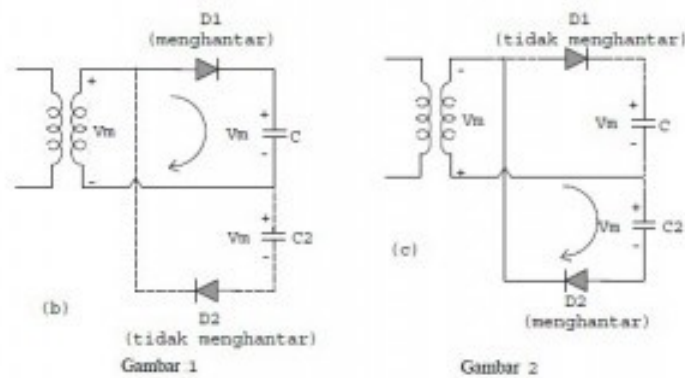 D1
(menghantar)
+
Vm
-
Vm
+
-
C
Vm
+
-
C2
(b)
D2
(tidak menghantar)
Gambar 1
D1
(tidak menghantar)
-
Vm
+
Vm
+
-
C
Vm
+
-
C2
(c)
D2
(menghantar)
Gambar 2